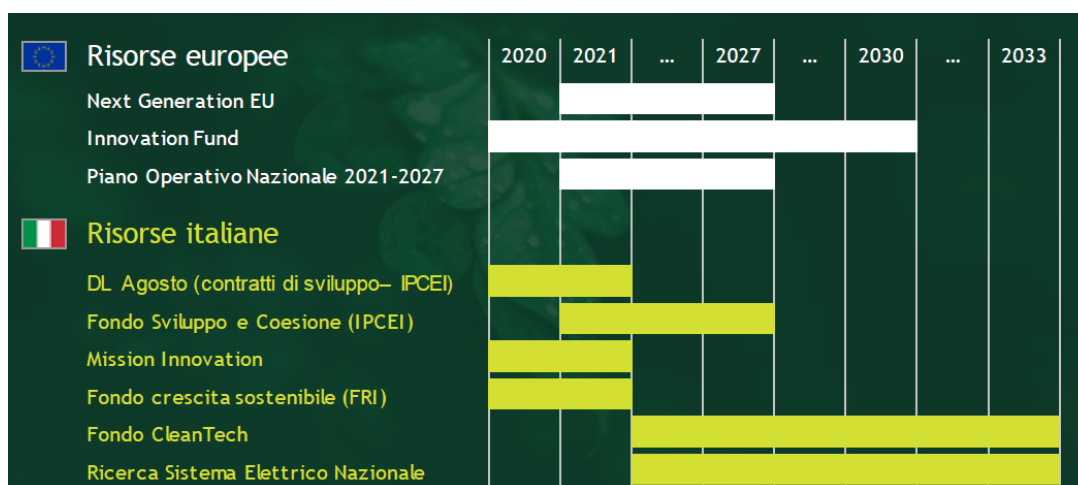 Risorse europee 2020 2021 ... 2027 ... 2030 ... 2033
Next Generation EU
Innovation Fund
Piano Operativo Nazionale 2021-2027
Risorse italiane
DL Agosto (contratti di sviluppo– IPCEI)
Fondo Sviluppo e Coesione (IPCEI)
Mission Innovation
Fondo crescita sostenibile (FRI)
Fondo CleanTech
Ricerca Sistema Elettrico Nazionale